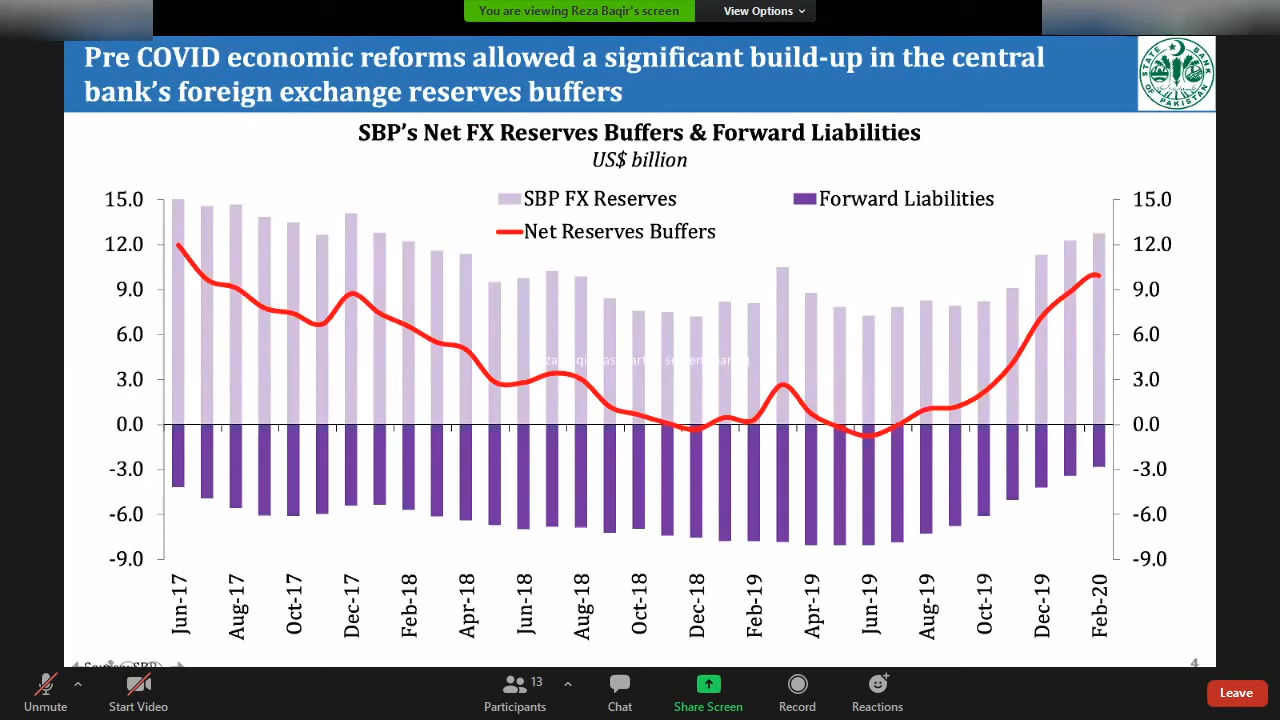 You are viewing Reza Baqir's screen
View Options
Pre COVID economic reforms allowed a significant build-up in the central
bank's foreign exchange reserves buffers
STATE BANK OF PAKISTAN
SBP's Net FX Reserves Buffers & Forward Liabilities
US$ billion
SBP FX Reserves
Forward Liabilities
Net Reserves Buffers
15.0
12.0
9.0
6.0
3.0
0.0
-3.0
-6.0
-9.0
15.0
12.0
9.0
6.0
3.0
0.0
-3.0
-6.0
-9.0
Jun-17
Aug-17
Oct-17
Dec-17
Feb-18
Apr-18
Jun-18
Aug-18
Oct-18
Dec-18
Feb-19
Apr-19
Jun-19
Aug-19
Oct-19
Dec-19
Feb-20
4
Unmute
Start Video
Participants
13
Chat
Share Screen
Record
Reactions
Leave